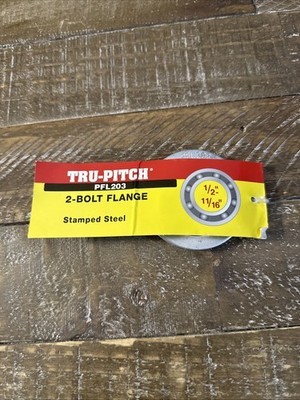 TRU-PITCH®
PFL203
2-BOLT FLANGE
Stamped Steel
1/2"-
11/16"